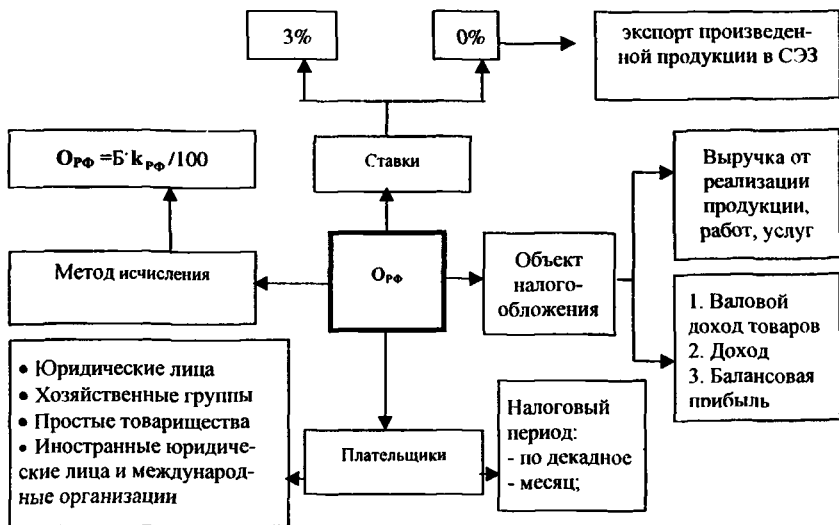 3%
0%
экспорт произведен-
ной продукции в СЭЗ
О_РФ =Б·k_РФ /100
Ставки
Выручка от
реализации
продукции,
работ, услуг
Метод исчисления
О_РФ
Объект
налого-
обложения
1. Валовой
доход товаров
2. Доход
3. Балансовая
прибыль
• Юридические лица
• Хозяйственные группы
• Простые товарищества
• Иностранные юридиче-
ские лица и международ-
ные организации
Плательщики
Налоговый
период:
- по декадное
- месяц;